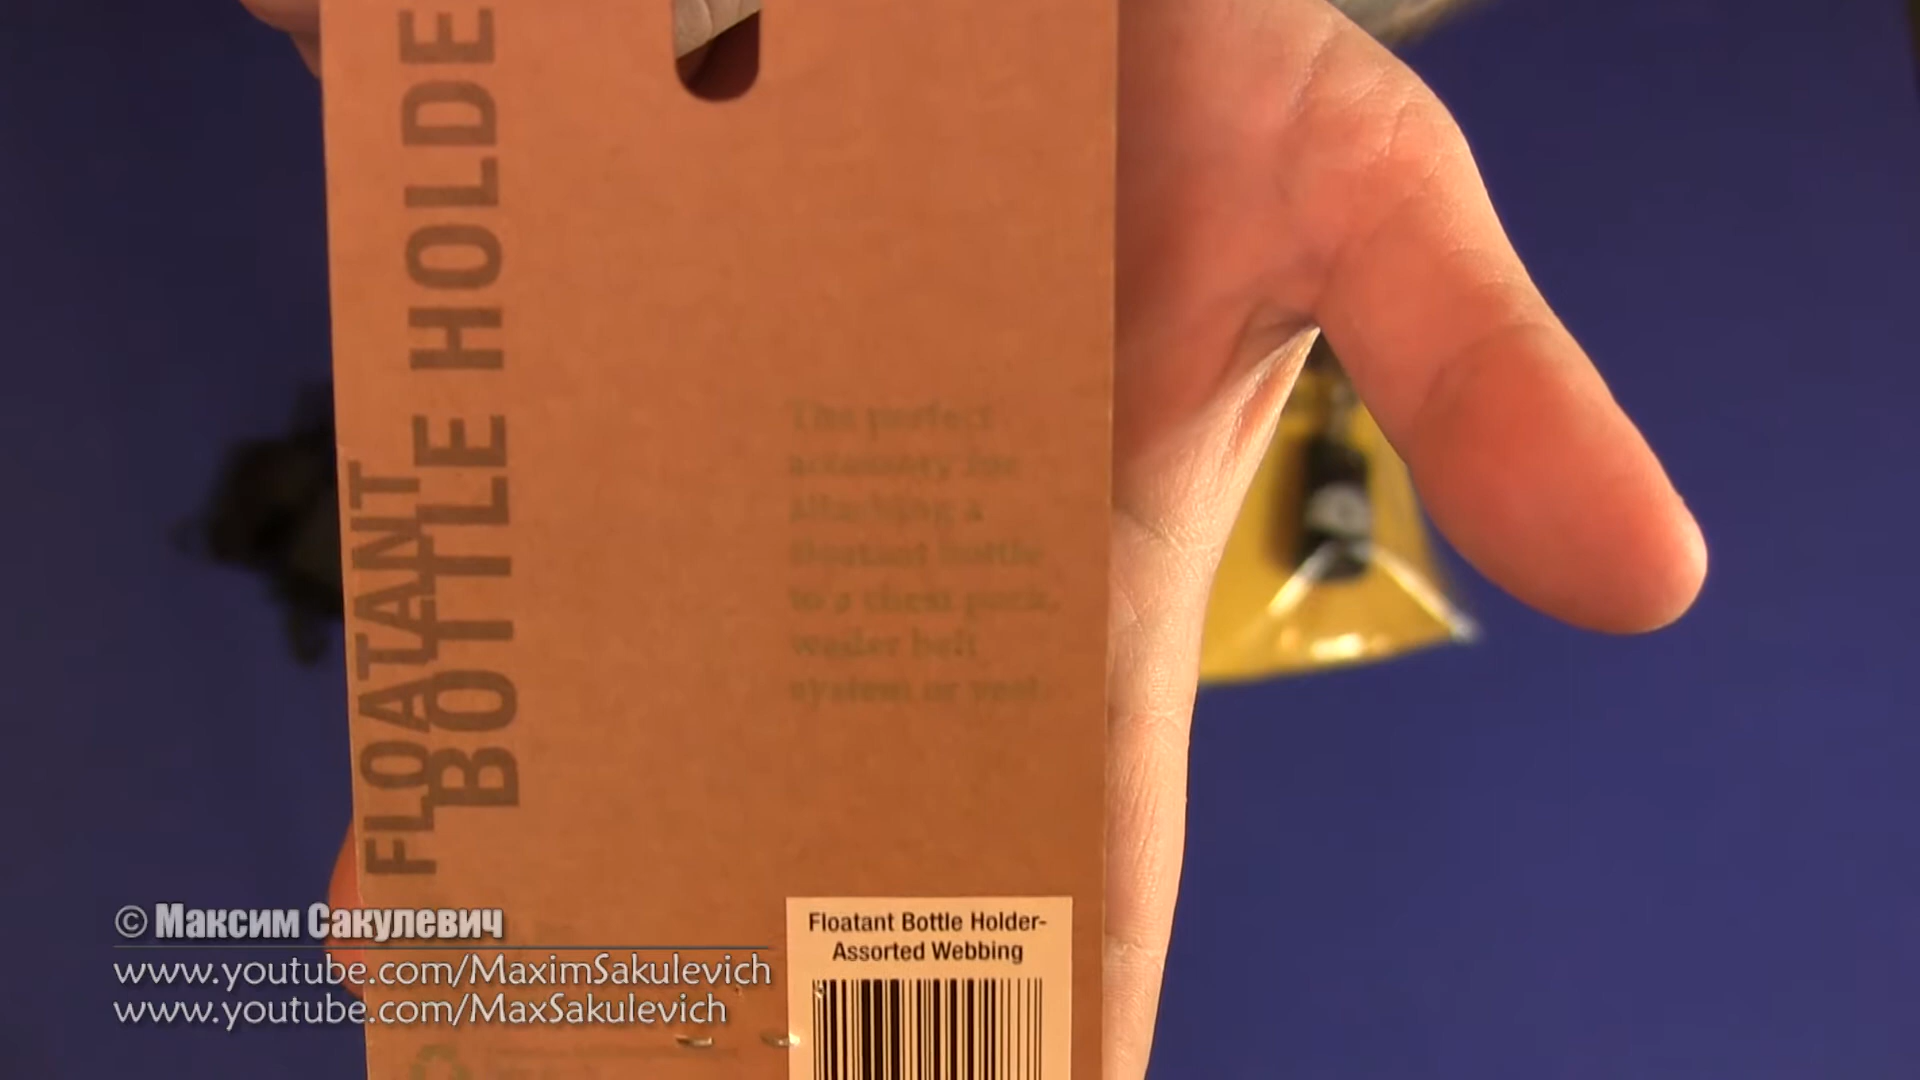 FLOATANT
BOTTLE HOLDE
The perfect
accessory for
attaching a
floatant bottle
to a chest pack,
wader belt
system or vest.
Floatant Bottle Holder-
Assorted Webbing
© Максим Сакулевич
www.youtube.com/MaximSakulevich
www.youtube.com/MaxSakulevich